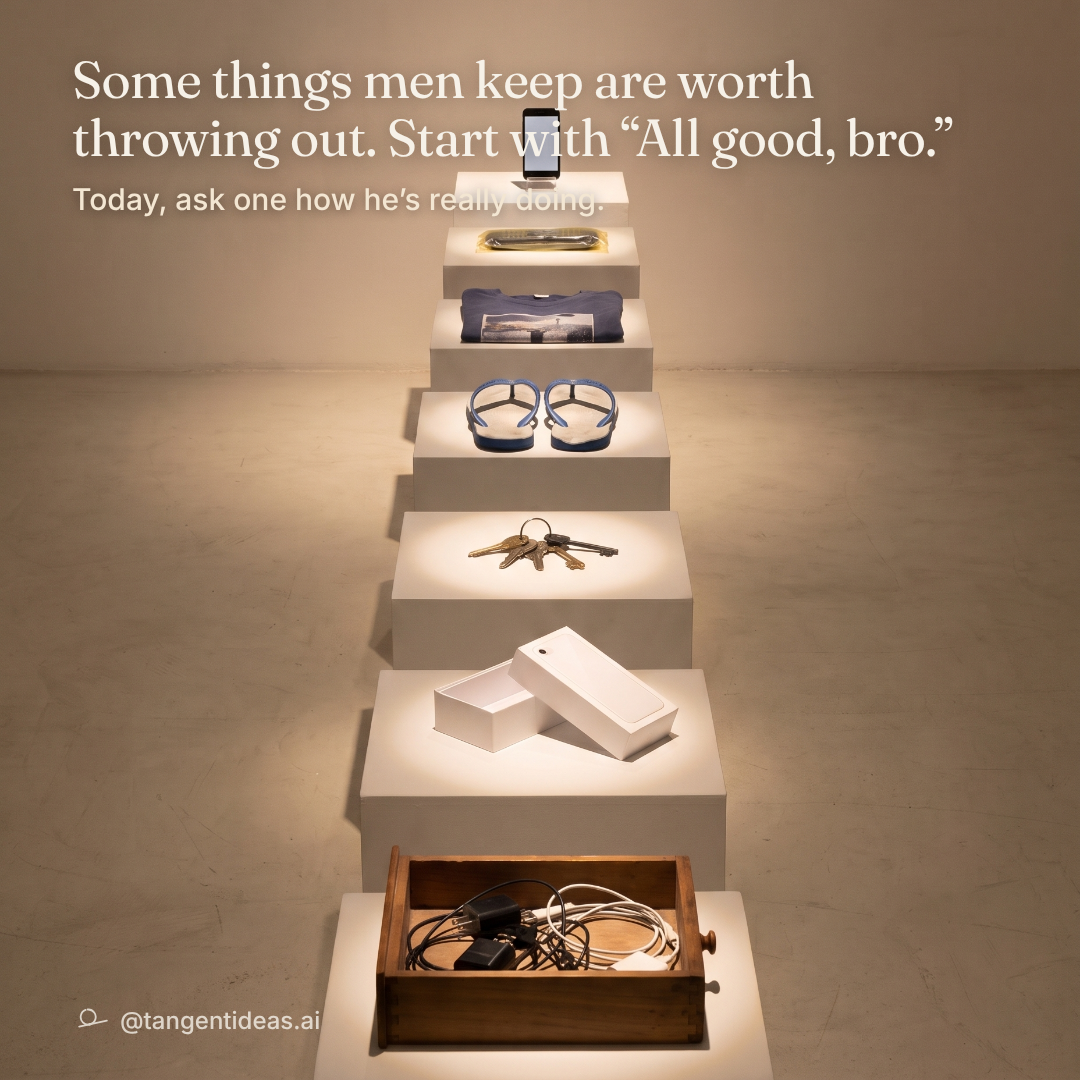 Some things men keep are worth
throwing out. Start with “All good, bro.”
Today, ask one how he’s really doing.
@tangentideas.ai